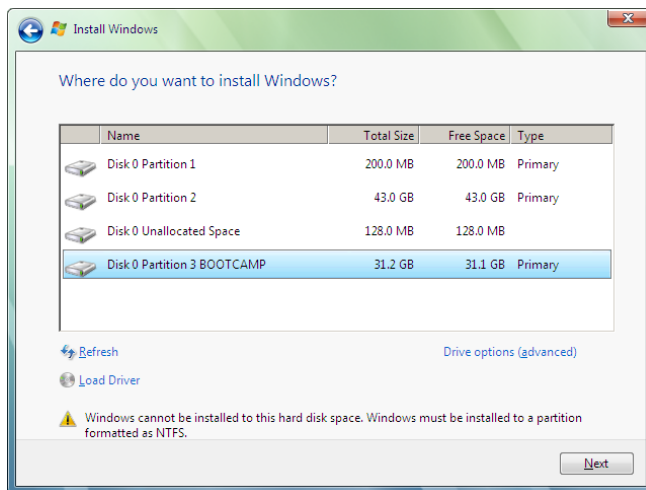 Install Windows
Where do you want to install Windows?
Name Total Size Free Space Type
Disk 0 Partition 1 200.0 MB 200.0 MB Primary
Disk 0 Partition 2 43.0 GB 43.0 GB Primary
Disk 0 Unallocated Space 128.0 MB 128.0 MB
Disk 0 Partition 3 BOOTCAMP 31.2 GB 31.1 GB Primary
Refresh Drive options (advanced)
Load Driver
Windows cannot be installed to this hard disk space. Windows must be installed to a partition
formatted as NTFS.
Next